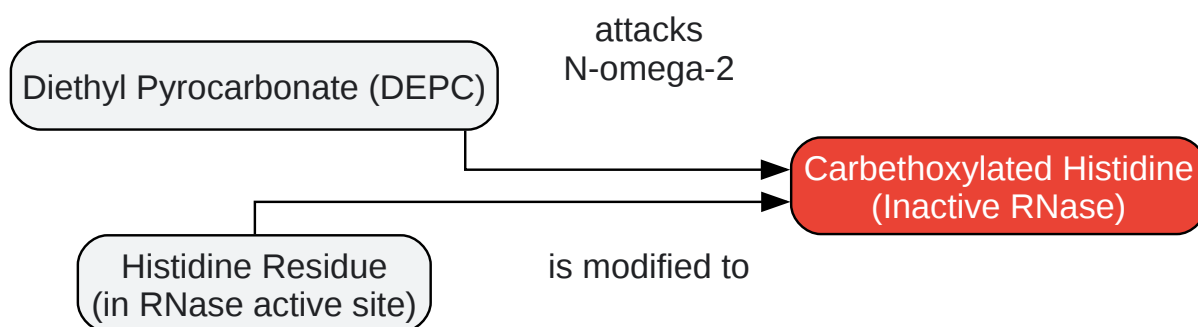 attacks
N-omega-2
Diethyl Pyrocarbonate (DEPC)
Carbethoxylated Histidine
(Inactive RNase)
Histidine Residue
(in RNase active site)
is modified to